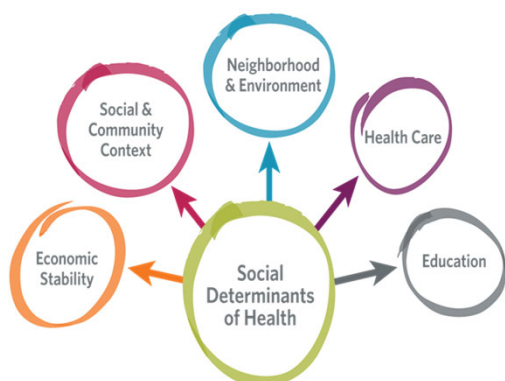 Neighborhood
& Environment
Social &
Community
Context
Health Care
Economic
Stability
Social
Determinants
of Health
Education